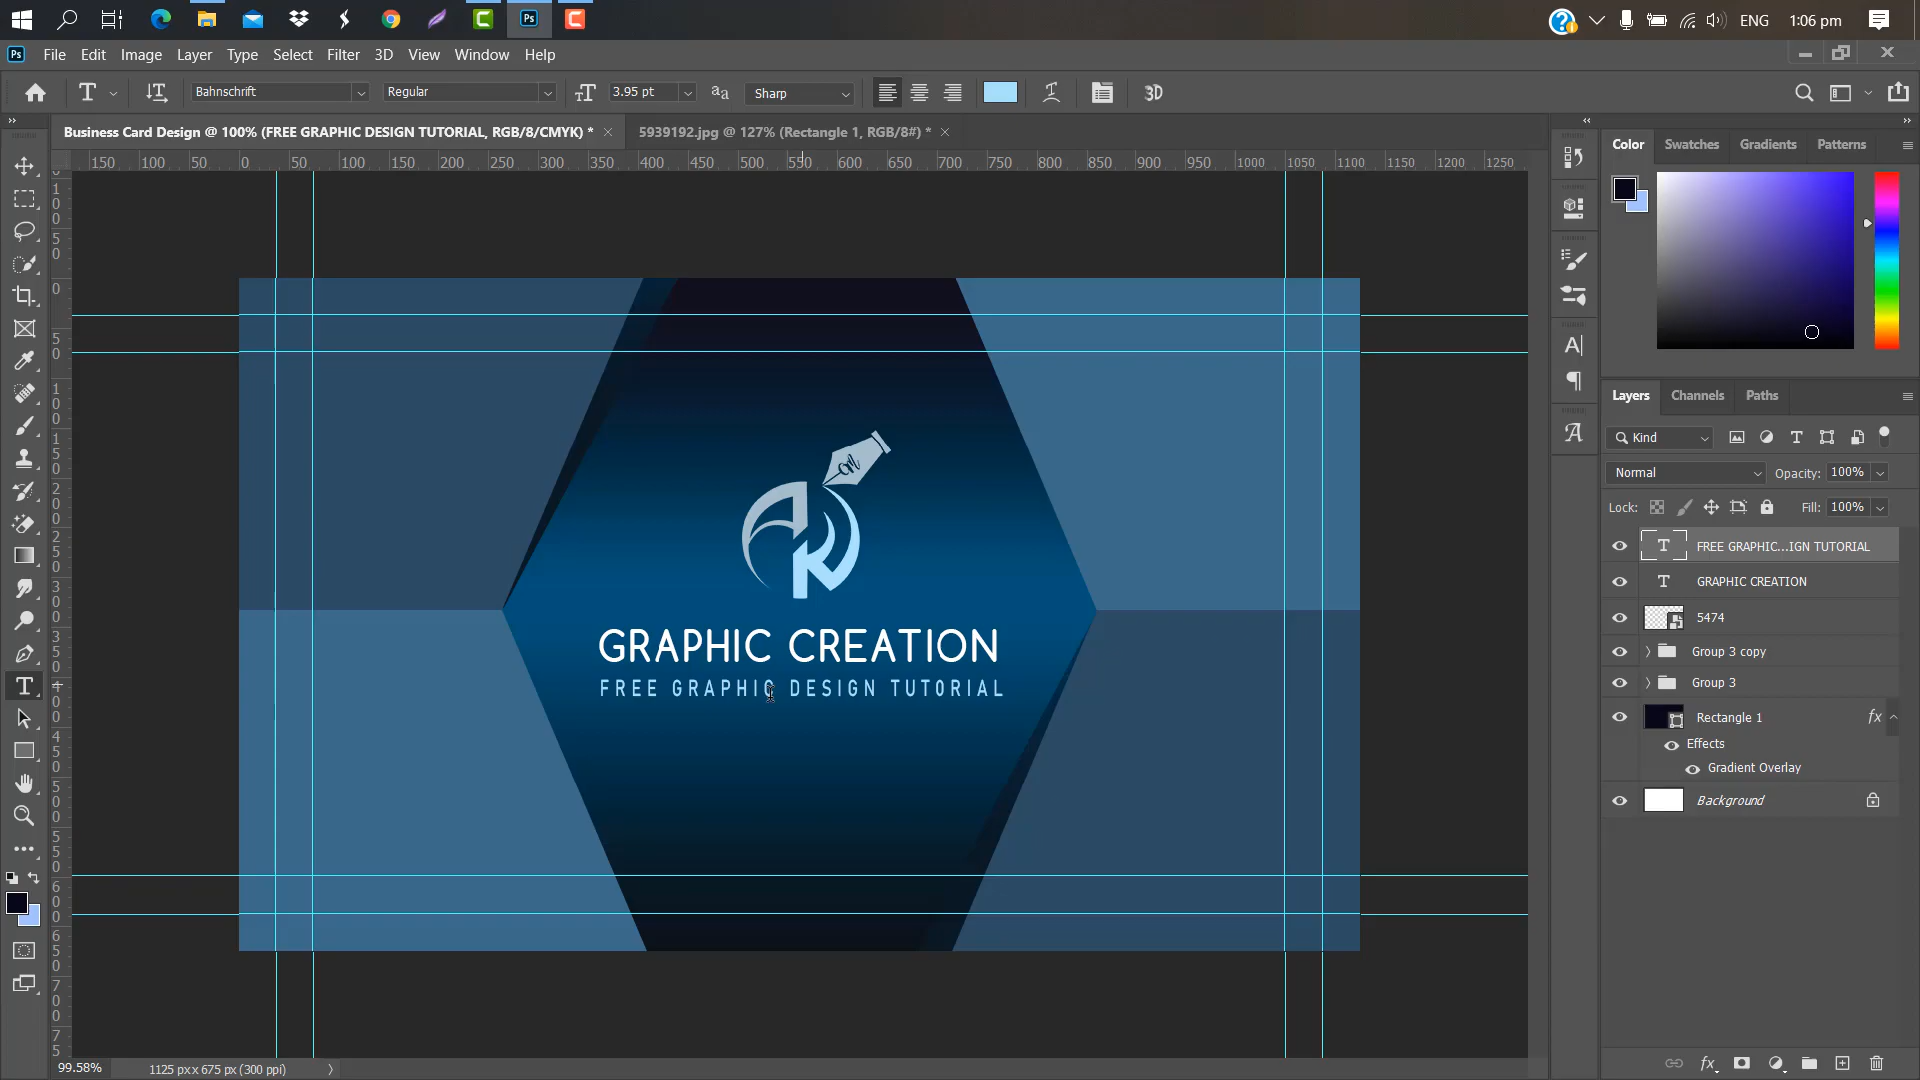 ENG 1:06 pm
Ps File Edit Image Layer Type Select Filter 3D View Window Help
T Bahnschrift Regular 3.95 pt aa Sharp 3D
Business Card Design @ 100% (FREE GRAPHIC DESIGN TUTORIAL, RGB/8/CMYK) * 5939192.jpg @ 127% (Rectangle 1, RGB/8#) *
150 100 50 0 50 100 150 200 250 300 350 400 450 500 550 600 650 700 750 800 850 900 950 1000 1050 1100 1150 1200 1250
Color Swatches Gradients Patterns
GRAPHIC CREATION
FREE GRAPHIC DESIGN TUTORIAL
Layers Channels Paths
Kind
Normal Opacity: 100%
Lock: Fill: 100%
FREE GRAPHIC...IGN TUTORIAL
GRAPHIC CREATION
5474
Group 3 copy
Group 3
Rectangle 1 fx
Effects
Gradient Overlay
Background
99.58% 1125 px x 675 px (300 ppi)